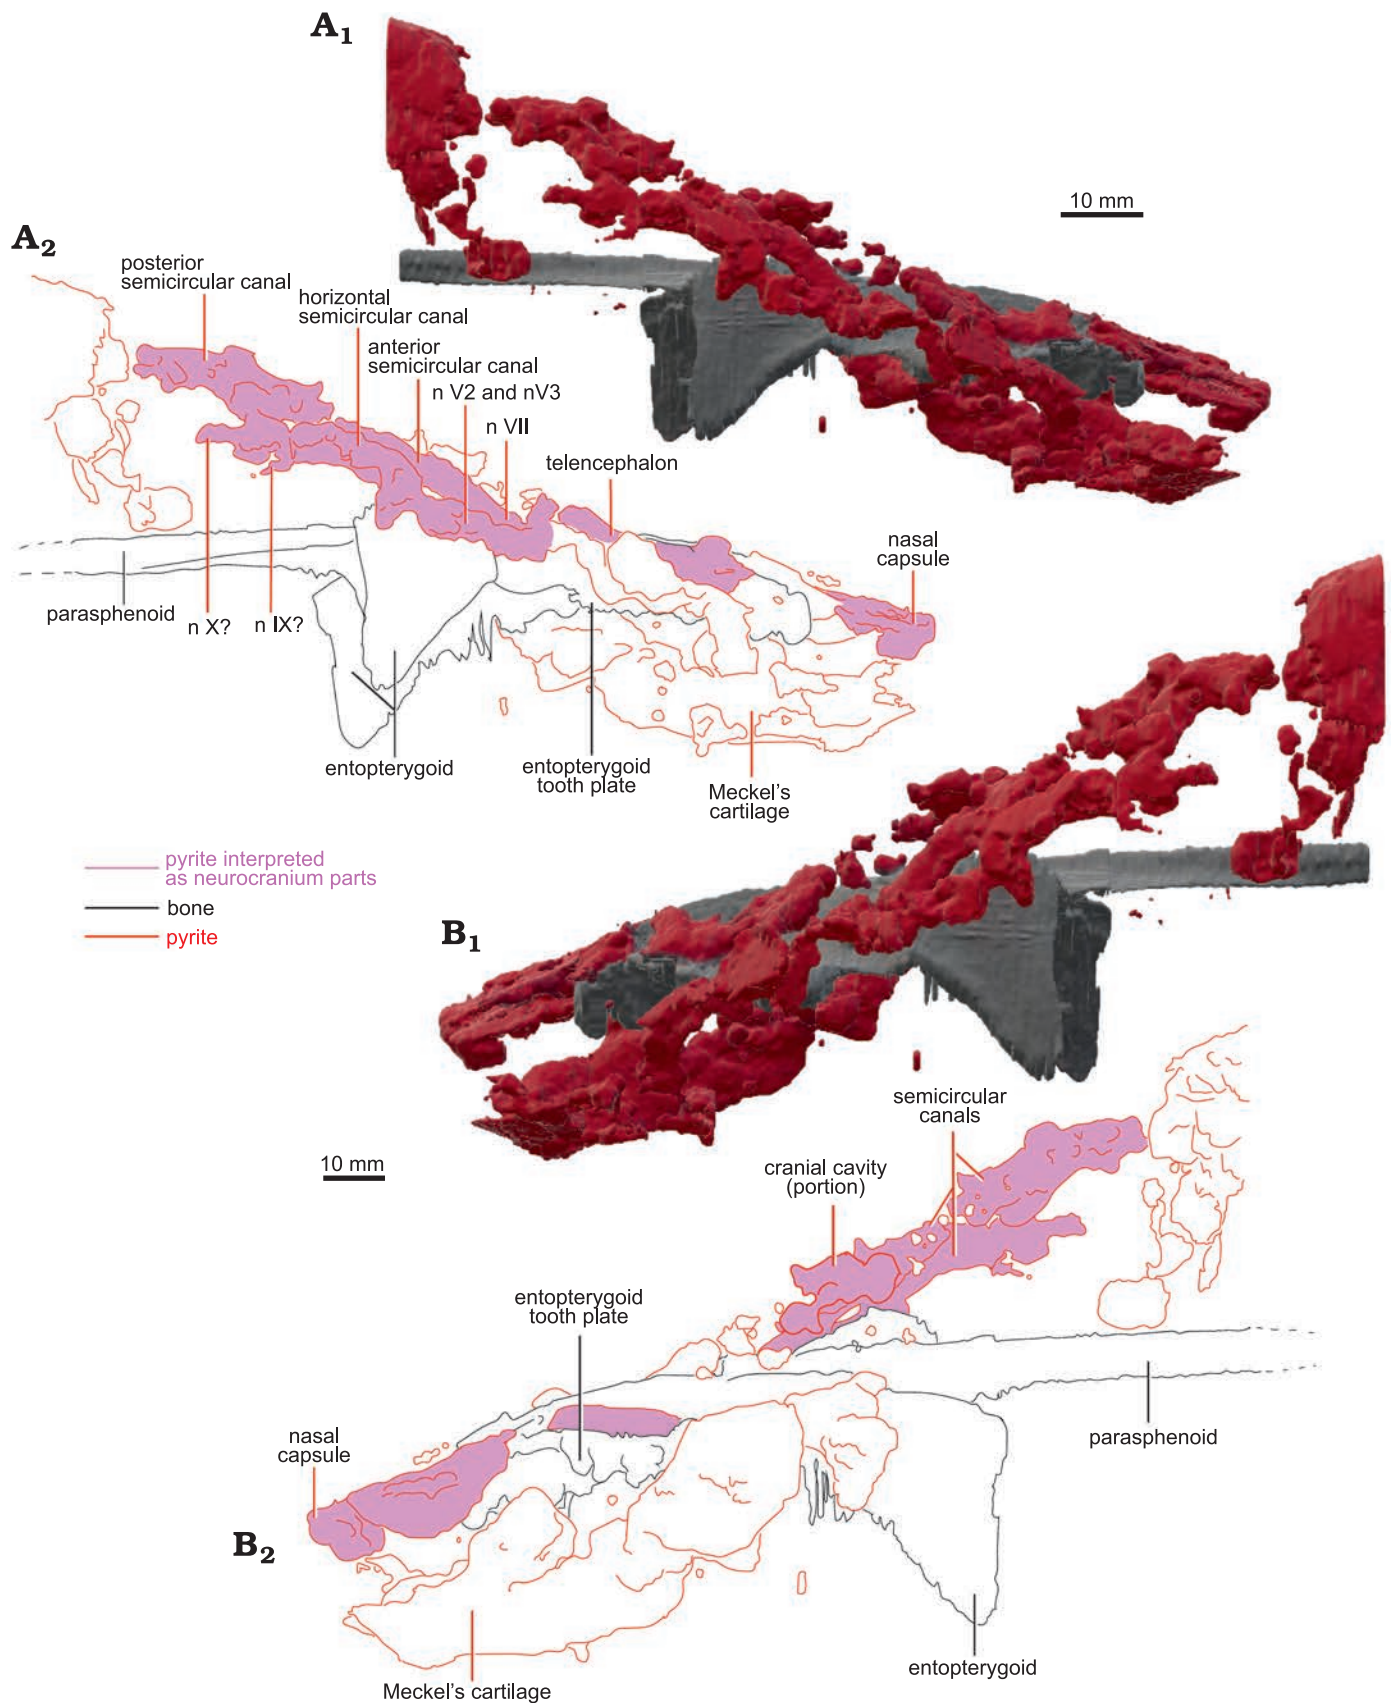 A1
10 mm
A2
posterior
semicircular canal
horizontal
semicircular canal
anterior
semicircular canal
n V2 and nV3
n VII
telencephalon
nasal
capsule
parasphenoid
n X?
n IX?
entopterygoid
entopterygoid
tooth plate
Meckel's
cartilage
pyrite interpreted
as neurocranium parts
bone
pyrite
B1
10 mm
semicircular
canals
cranial cavity
(portion)
entopterygoid
tooth plate
nasal
capsule
parasphenoid
B2
entopterygoid
Meckel's cartilage